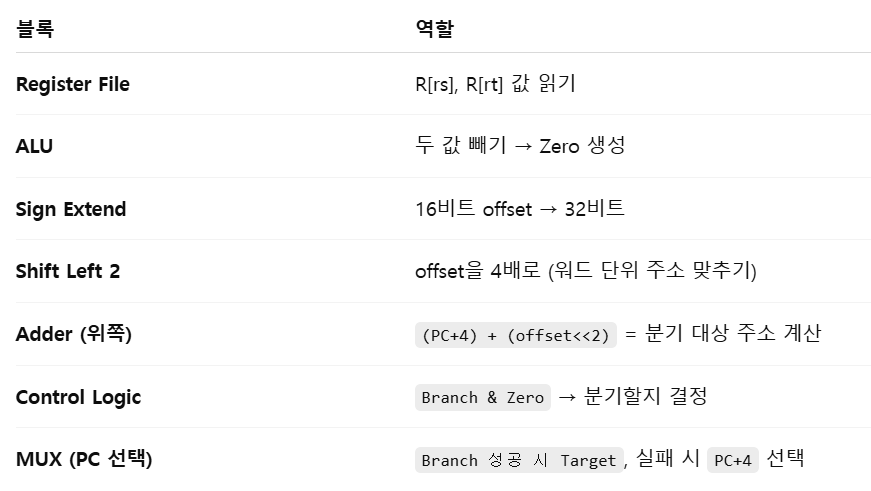 블록 역할
Register File R[rs], R[rt] 값 읽기
ALU 두 값 빼기 → Zero 생성
Sign Extend 16비트 offset → 32비트
Shift Left 2 offset을 4배로 (워드 단위 주소 맞추기)
Adder (위쪽) (PC+4) + (offset<<2) = 분기 대상 주소 계산
Control Logic Branch & Zero → 분기할지 결정
MUX (PC 선택) Branch 성공 시 Target, 실패 시 PC+4 선택